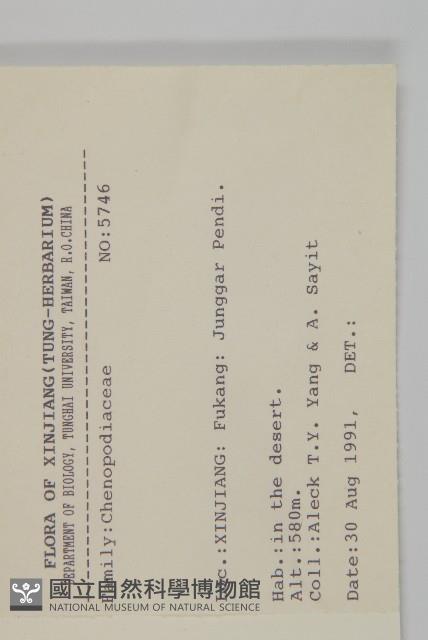 FLORA OF XINJIANG(TUNG-HERBARIUM)
DEPARTMENT OF BIOLOGY, TUNGHAI UNIVERSITY, TAIWAN, R.O.CHINA
Family:Chenopodiaceae NO:5746
Loc.:XINJIANG: Fukang: Junggar Pendi.
Hab.:in the desert.
Alt.:580m.
Coll.:Aleck T.Y. Yang & A. Sayit
Date:30 Aug 1991, DET.:
國立自然科學博物館
NATIONAL MUSEUM OF NATURAL SCIENCE